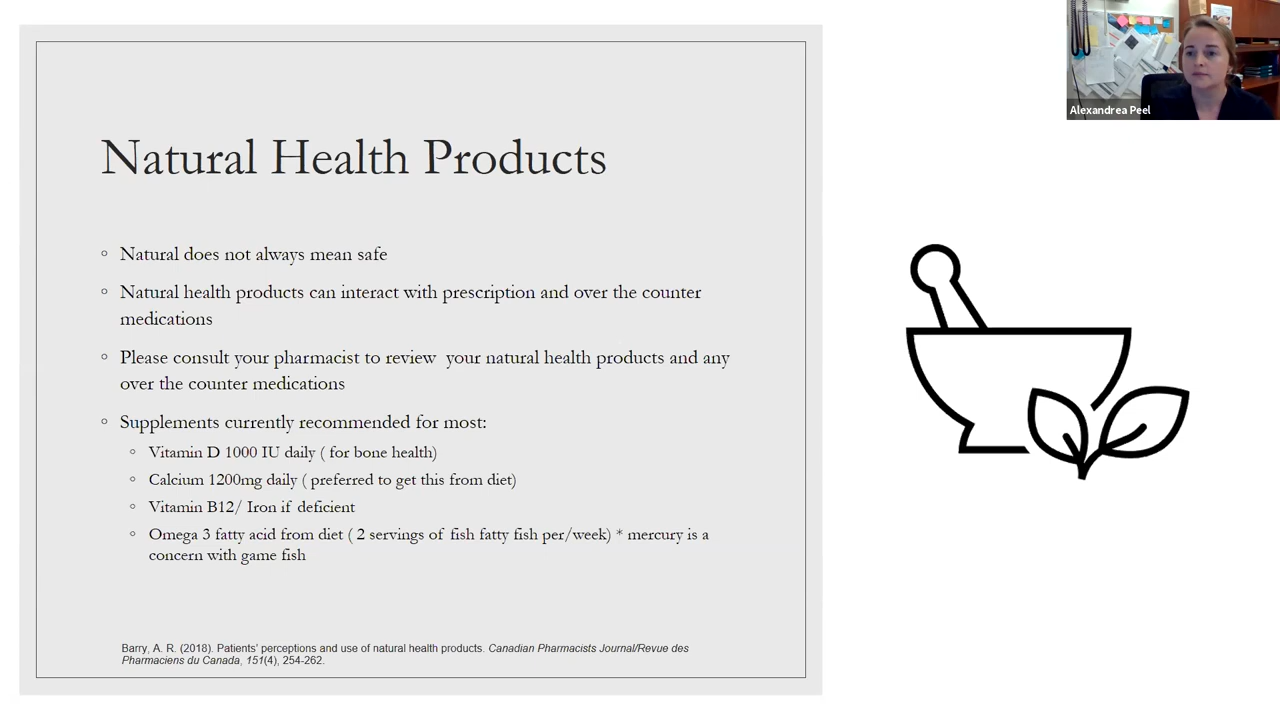 Natural Health Products
◦ Natural does not always mean safe
◦ Natural health products can interact with prescription and over the counter
medications
◦ Please consult your pharmacist to review your natural health products and any
over the counter medications
◦ Supplements currently recommended for most:
◦ Vitamin D 1000 IU daily ( for bone health)
◦ Calcium 1200mg daily ( preferred to get this from diet)
◦ Vitamin B12/ Iron if deficient
◦ Omega 3 fatty acid from diet ( 2 servings of fish fatty fish per/week) * mercury is a
concern with game fish
Barry, A. R. (2018). Patients' perceptions and use of natural health products. Canadian Pharmacists Journal/Revue des
Pharmaciens du Canada, 151(4), 254-262.
Alexandrea Peel